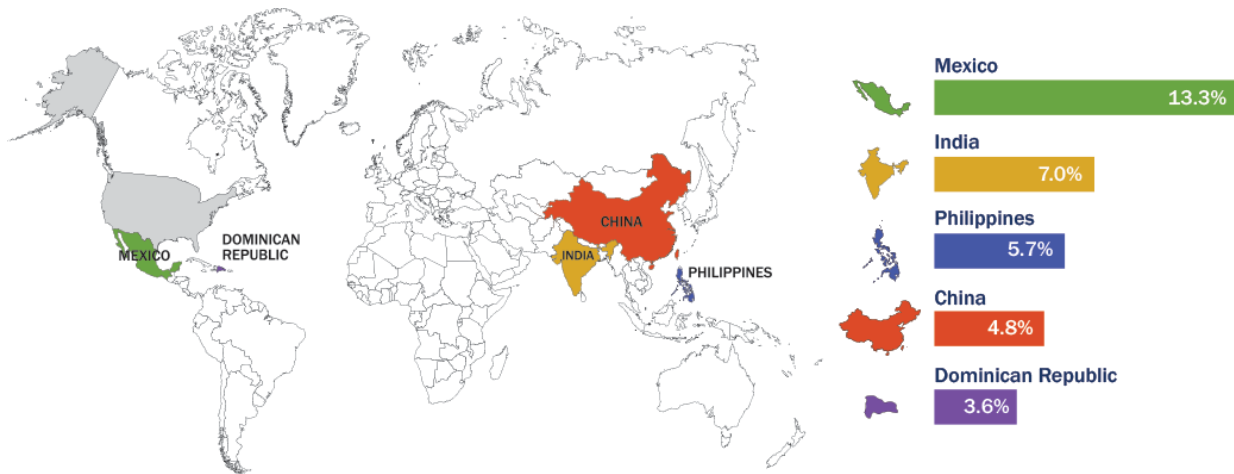 MEXICO
DOMINICAN
REPUBLIC
CHINA
INDIA
PHILIPPINES
Mexico
13.3%
India
7.0%
Philippines
5.7%
China
4.8%
Dominican Republic
3.6%